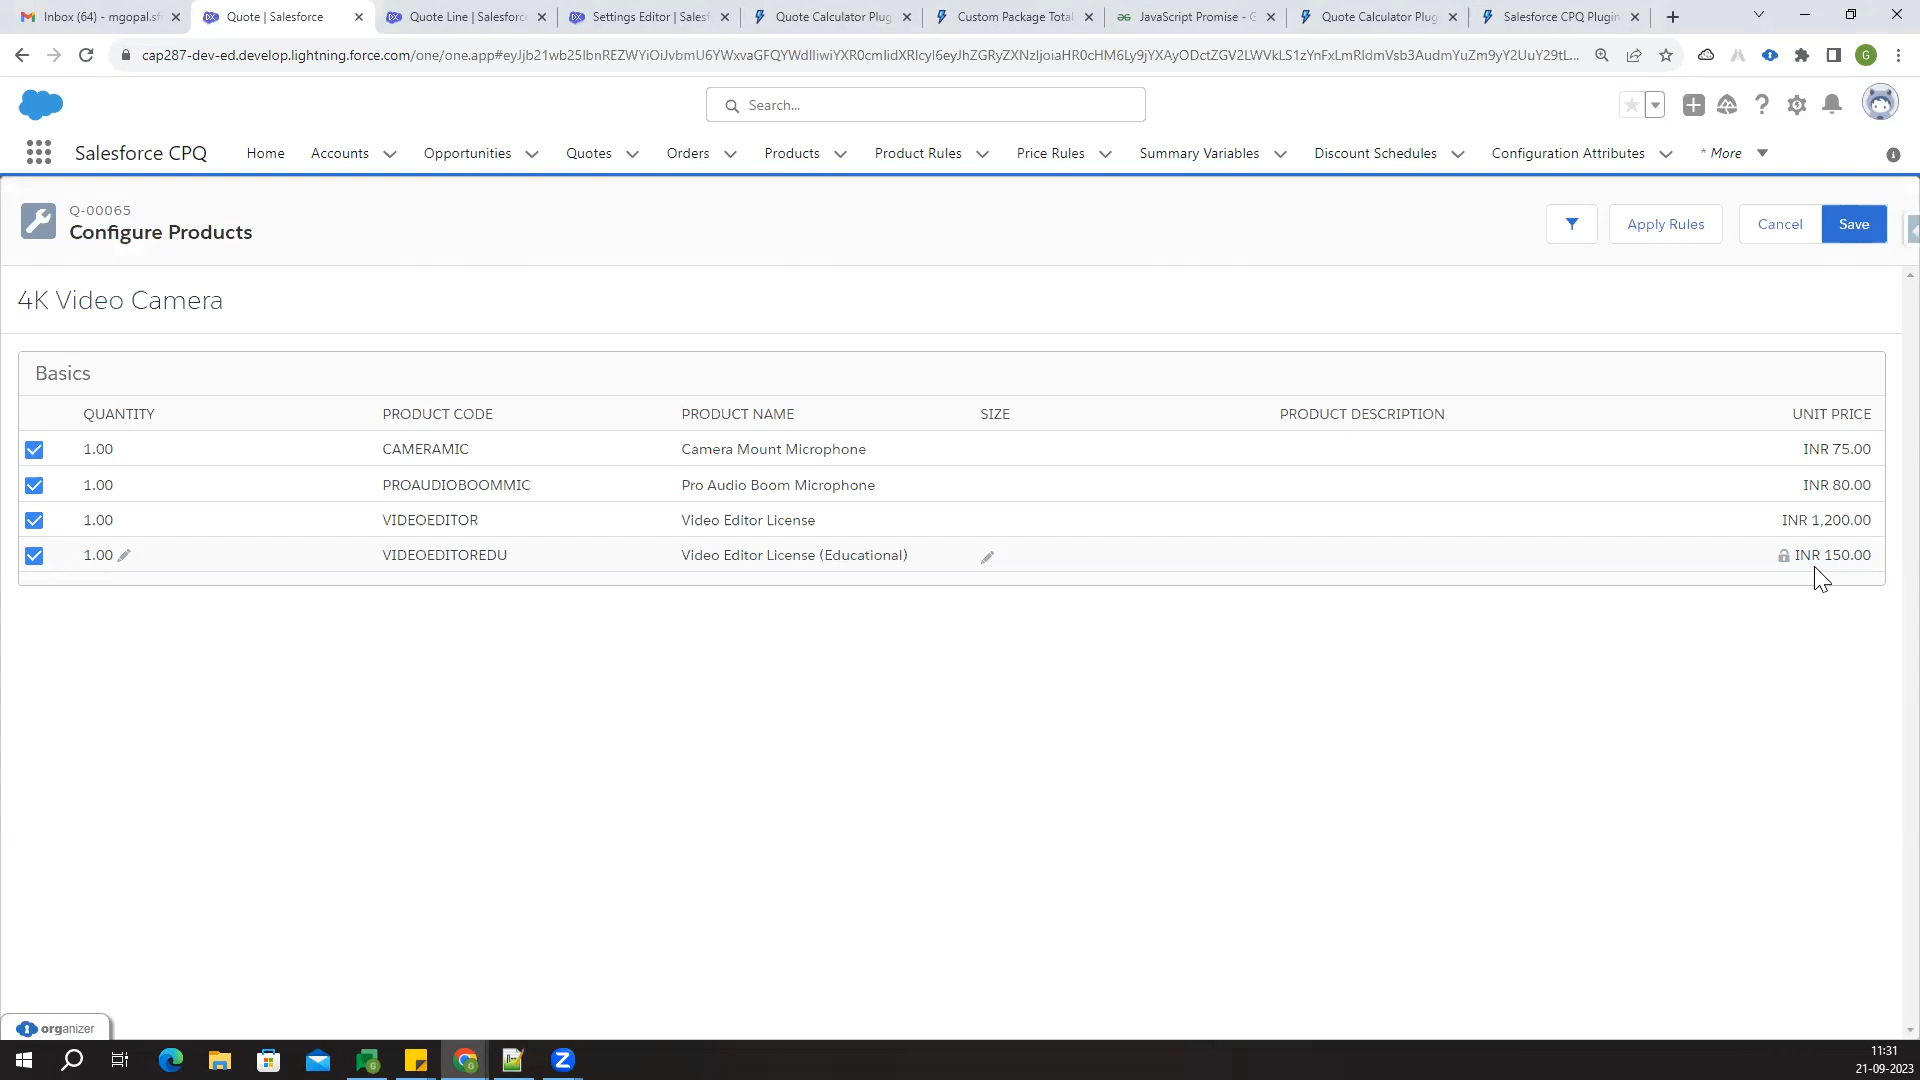 Inbox (64) - mgopal.sf
Quote | Salesforce
Quote Line | Salesforc
Settings Editor | Salesf
Quote Calculator Plug
Custom Package Total
JavaScript Promise - G
Quote Calculator Plug
Salesforce CPQ Plugin
Search...
Salesforce CPQ
Home
Accounts
Opportunities
Quotes
Orders
Products
Product Rules
Price Rules
Summary Variables
Discount Schedules
Configuration Attributes
* More
Q-00065
Configure Products
Apply Rules
Cancel
Save
4K Video Camera
Basics
QUANTITY PRODUCT CODE PRODUCT NAME SIZE PRODUCT DESCRIPTION UNIT PRICE
1.00 CAMERAMIC Camera Mount Microphone INR 75.00
1.00 PROAUDIOBOOMMIC Pro Audio Boom Microphone INR 80.00
1.00 VIDEOEDITOR Video Editor License INR 1,200.00
1.00 VIDEOEDITOREDU Video Editor License (Educational) INR 150.00
organizer
11:31
21-09-2023